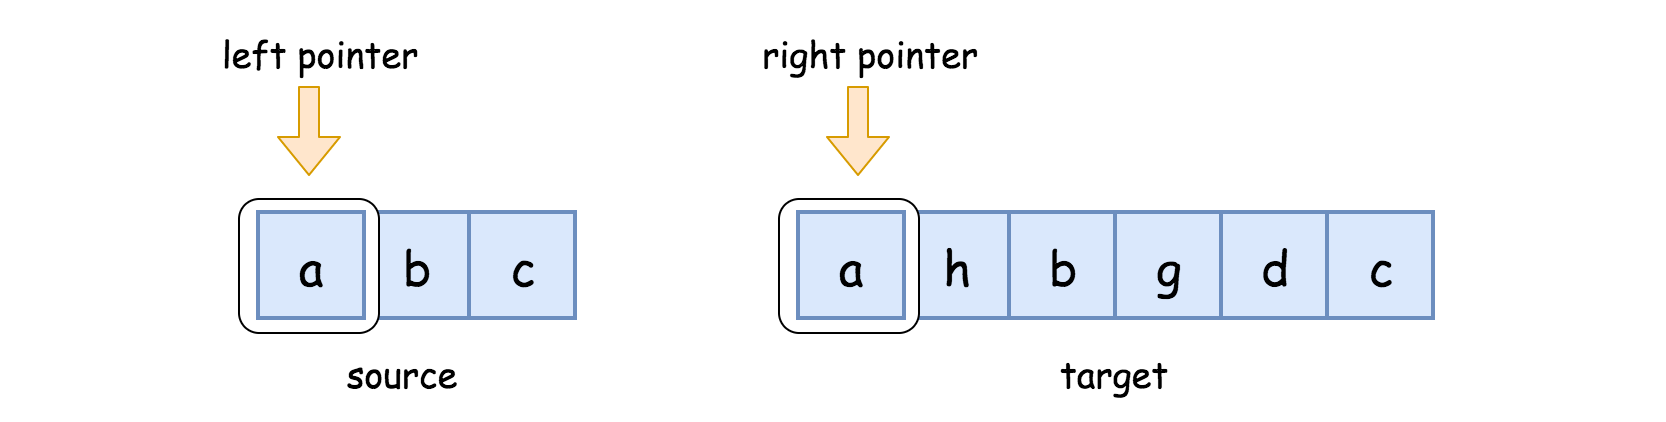 left pointer right pointer
a b c a h b g d c
source target